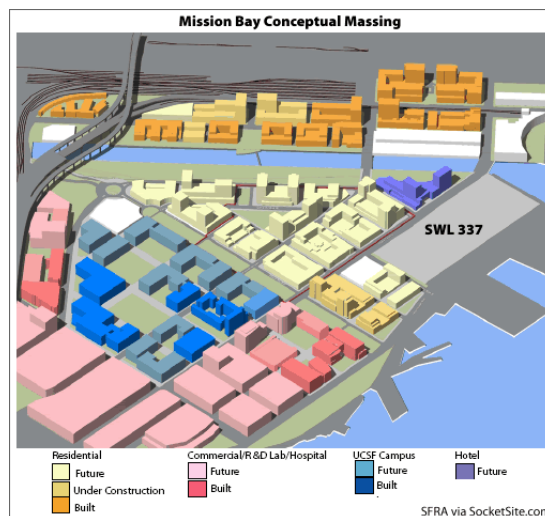 Mission Bay Conceptual Massing
SWL 337
Residential
Future
Under Construction
Built
Commercial/R&D Lab/Hospital
Future
Built
UCSF Campus
Future
Built
Hotel
Future
SFRA via SocketSite.com